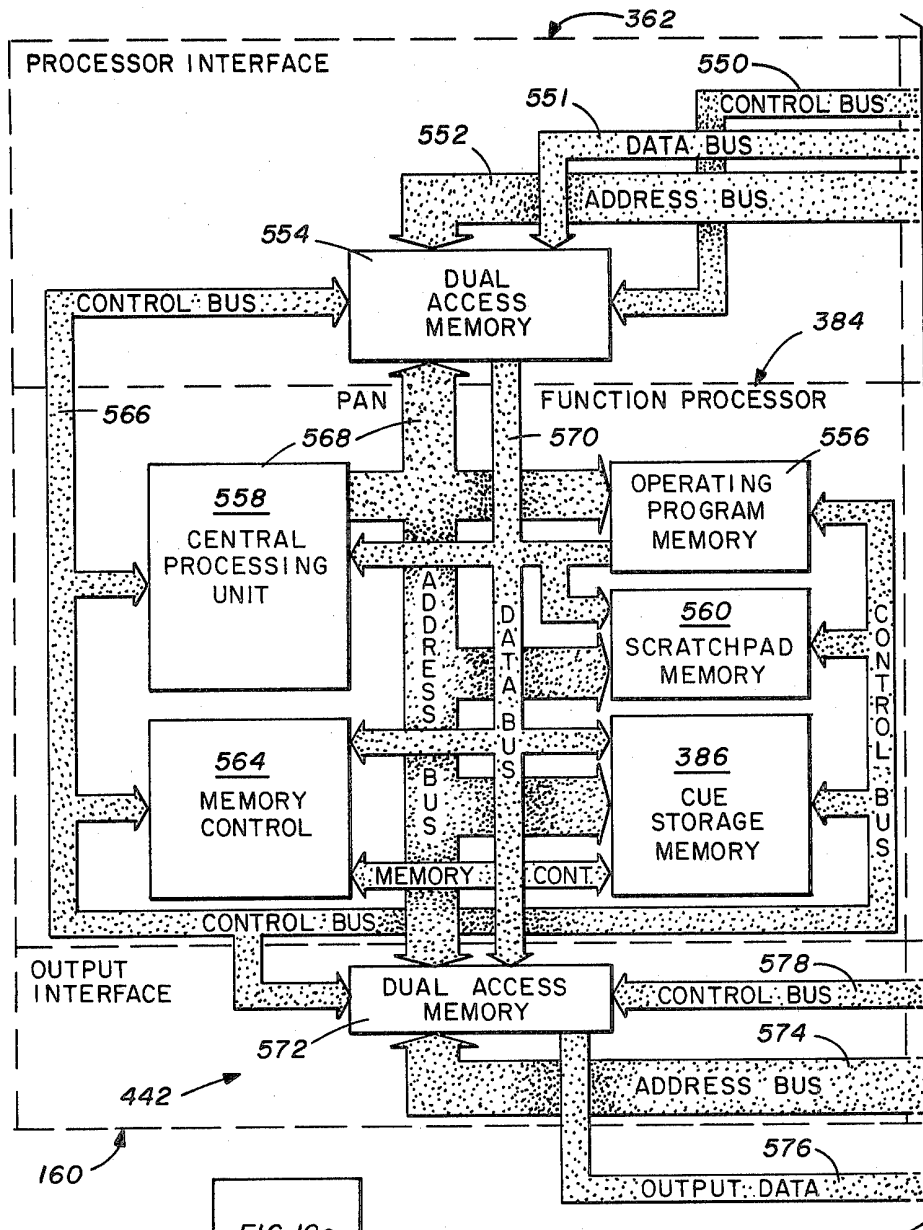 362
PROCESSOR INTERFACE
550
CONTROL BUS
551
DATA BUS
552
ADDRESS BUS
554
DUAL
ACCESS
MEMORY
CONTROL BUS
384
566
PAN FUNCTION PROCESSOR
568
570
556
558
CENTRAL
PROCESSING
UNIT
OPERATING
PROGRAM
MEMORY
ADDRESS BUS
DATA BUS
560
SCRATCHPAD
MEMORY
CONTROL BUS
564
MEMORY
CONTROL
386
CUE
STORAGE
MEMORY
MEMORY CONT.
CONTROL BUS
OUTPUT
INTERFACE
DUAL ACCESS
MEMORY
578
CONTROL BUS
572
574
ADDRESS BUS
442
160
576
OUTPUT DATA